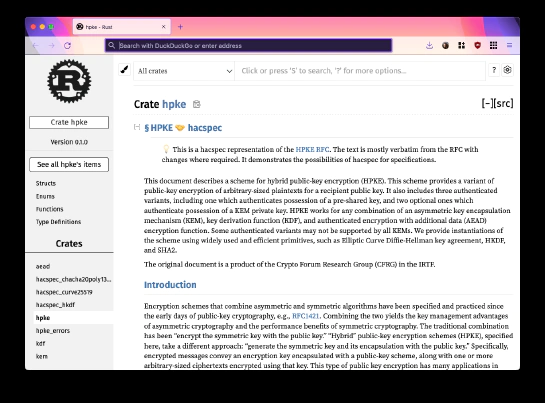 hpke - Rust
Search with DuckDuckGo or enter address
All crates
Click or press 'S' to search, '?' for more options...
?
R
Crate hpke
[-][src]
Crate hpke
Version 0.1.0
See all hpke's items
Structs
Enums
Functions
Type Definitions
Crates
aead
hacspec_chacha20poly13...
hacspec_curve25519
hacspec_hkdf
hpke
hpke_errors
kdf
kem
[-] § HPKE 🤝 hacspec
💡 This is a hacspec representation of the HPKE RFC. The text is mostly verbatim from the RFC with
changes where required. It demonstrates the possibilities of hacspec for specifications.
This document describes a scheme for hybrid public-key encryption (HPKE). This scheme provides a variant of
public-key encryption of arbitrary-sized plaintexts for a recipient public key. It also includes three authenticated
variants, including one which authenticates possession of a pre-shared key, and two optional ones which
authenticate possession of a KEM private key. HPKE works for any combination of an asymmetric key encapsulation
mechanism (KEM), key derivation function (KDF), and authenticated encryption with additional data (AEAD)
encryption function. Some authenticated variants may not be supported by all KEMs. We provide instantiations of
the scheme using widely used and efficient primitives, such as Elliptic Curve Diffie-Hellman key agreement, HKDF,
and SHA2.
The original document is a product of the Crypto Forum Research Group (CFRG) in the IRTF.
Introduction
Encryption schemes that combine asymmetric and symmetric algorithms have been specified and practiced since
the early days of public-key cryptography, e.g., RFC1421. Combining the two yields the key management advantages
of asymmetric cryptography and the performance benefits of symmetric cryptography. The traditional combination
has been "encrypt the symmetric key with the public key." "Hybrid" public-key encryption schemes (HPKE), specified
here, take a different approach: "generate the symmetric key and its encapsulation with the public key." Specifically,
encrypted messages convey an encryption key encapsulated with a public-key scheme, along with one or more
arbitrary-sized ciphertexts encrypted using that key. This type of public key encryption has many applications in